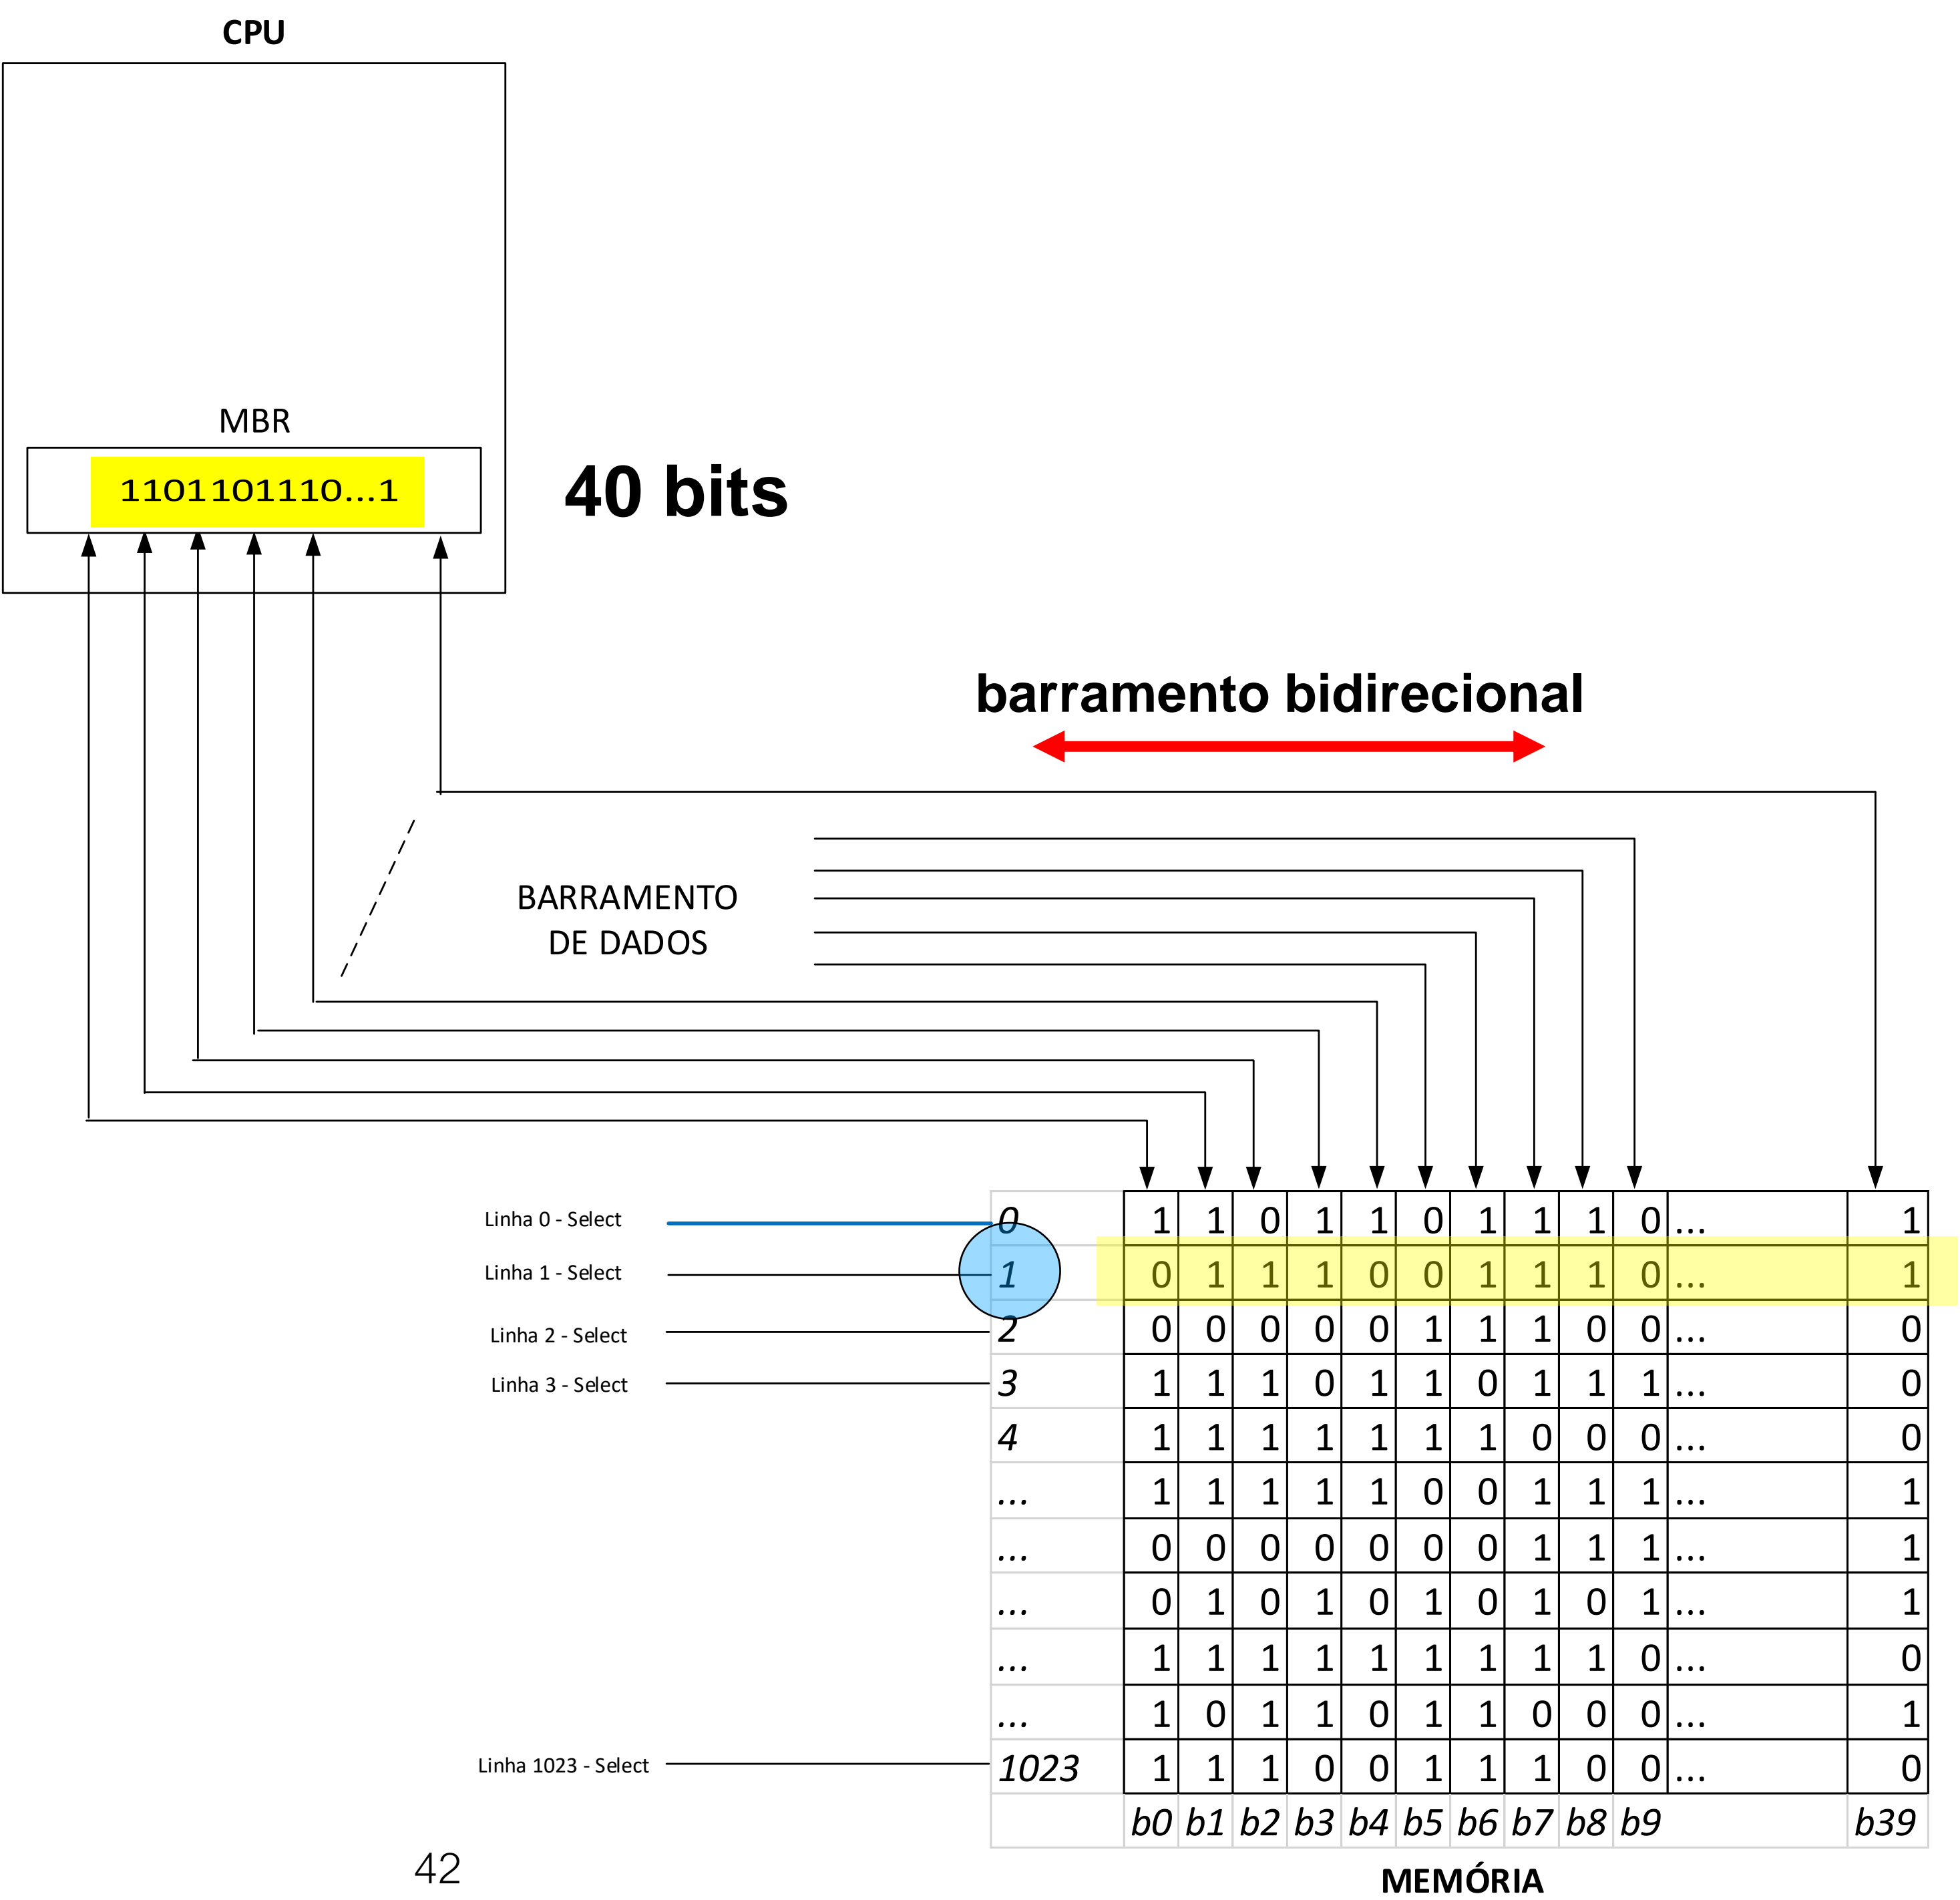 CPU
MBR
1101101110...1
40 bits
barramento bidirecional
BARRAMENTO
DE DADOS
Linha 0 - Select
0 1 1 0 1 1 0 1 1 1 0 ... 1
Linha 1 - Select
1 0 1 1 1 0 0 1 1 1 0 ... 1
Linha 2 - Select
2 0 0 0 0 0 1 1 1 0 0 ... 0
Linha 3 - Select
3 1 1 1 0 1 1 0 1 1 1 ... 0
4 1 1 1 1 1 1 1 0 0 0 ... 0
... 1 1 1 1 1 0 0 1 1 1 ... 1
... 0 0 0 0 0 0 0 1 1 1 ... 1
... 0 1 0 1 0 1 0 1 0 1 ... 1
... 1 1 1 1 1 1 1 1 1 0 ... 0
... 1 0 1 1 0 1 1 0 0 0 ... 1
Linha 1023 - Select
1023 1 1 1 0 0 1 1 1 0 0 ... 0
b0 b1 b2 b3 b4 b5 b6 b7 b8 b9 b39
MEMÓRIA
42